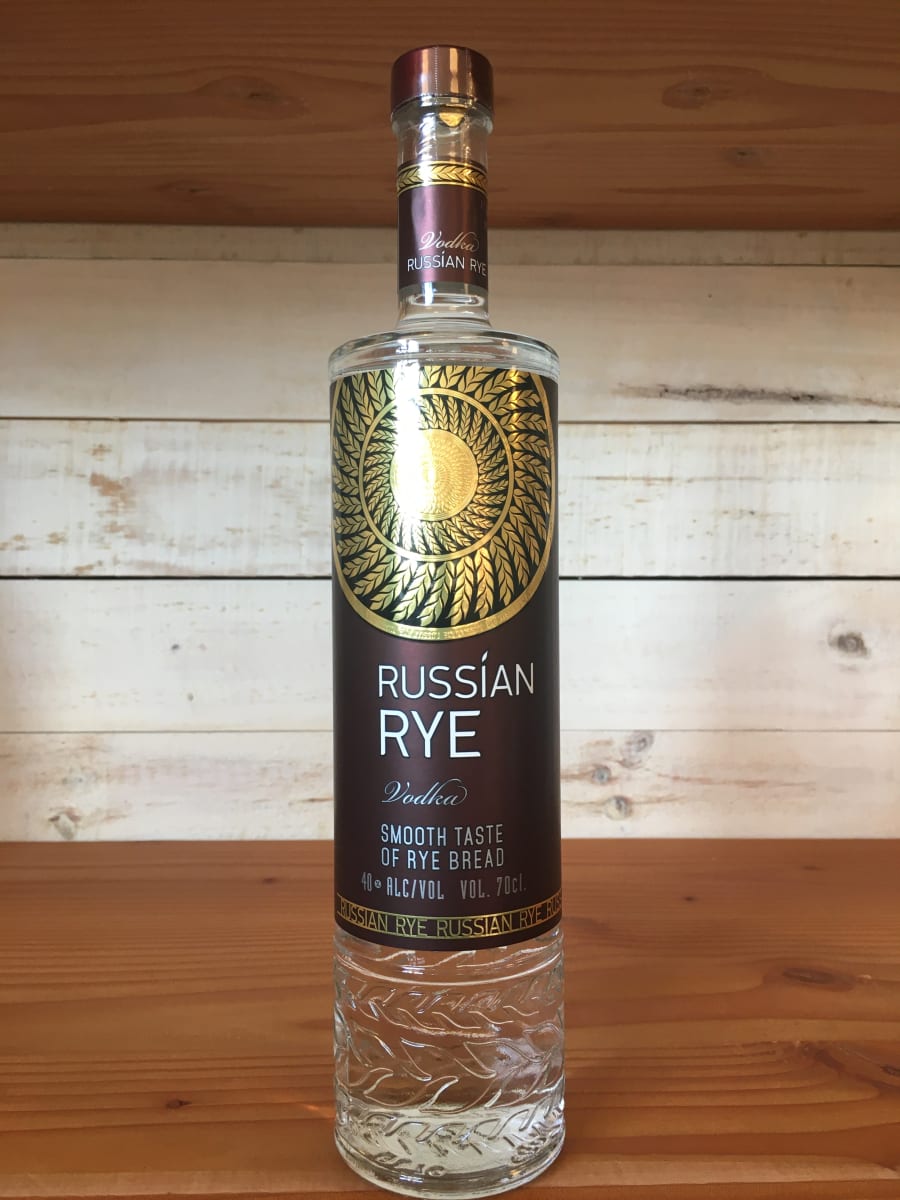 Vodka
RUSSIAN RYE
RUSSIAN
RYE
Vodka
SMOOTH TASTE
OF RYE BREAD
40% ALC/VOL VOL. 70cl.
RUSSIAN RYE RUSSIAN RYE